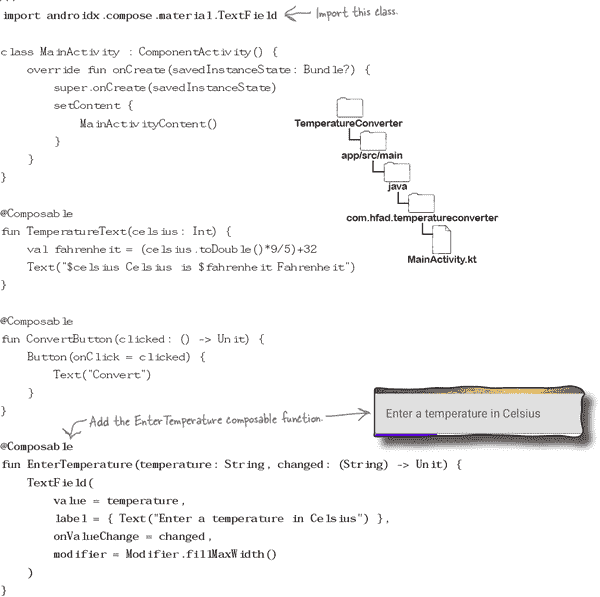 import androidx.compose.material.TextField
Import this class.
class MainActivity : ComponentActivity() {
override fun onCreate(savedInstanceState: Bundle?) {
super.onCreate(savedInstanceState)
setContent {
MainActivityContent()
}
}
}
TemperatureConverter
app/src/main
java
com.hfad.temperatureconverter
MainActivity.kt
@Composable
fun TemperatureText(celsius: Int) {
val fahrenheit = (celsius.toDouble()*9/5)+32
Text("$celsius Celsius is $fahrenheit Fahrenheit")
}
@Composable
fun ConvertButton(clicked: () -> Unit) {
Button(onClick = clicked) {
Text("Convert")
}
}
Add the EnterTemperature composable function.
Enter a temperature in Celsius
@Composable
fun EnterTemperature(temperature: String, changed: (String) -> Unit) {
TextField(
value = temperature,
label = { Text("Enter a temperature in Celsius") },
onValueChange = changed,
modifier = Modifier.fillMaxWidth()
)
}